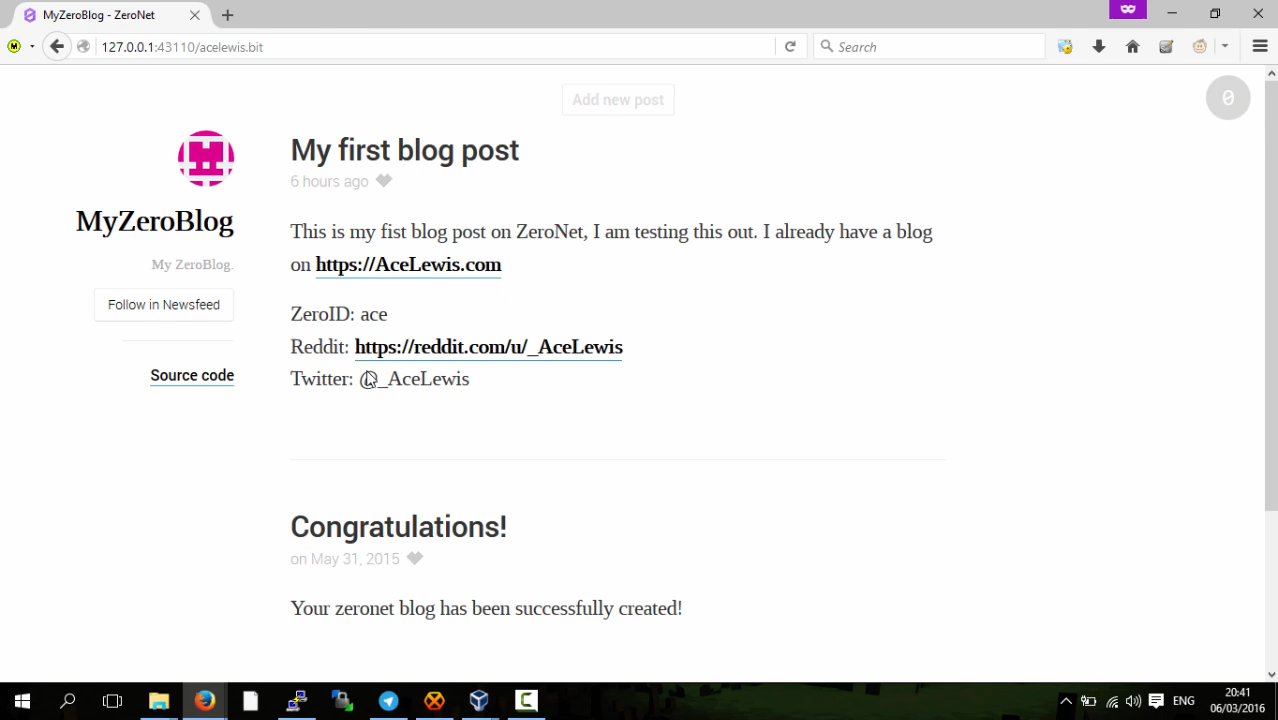 MyZeroBlog - ZeroNet
127.0.0.1:43110/acelewis.bit
Search
Add new post
0
My first blog post
6 hours ago
MyZeroBlog
This is my fist blog post on ZeroNet, I am testing this out. I already have a blog
on https://AceLewis.com
My ZeroBlog.
Follow in Newsfeed
ZeroID: ace
Reddit: https://reddit.com/u/_AceLewis
Source code
Twitter: @_AceLewis
Congratulations!
on May 31, 2015
Your zeronet blog has been successfully created!
ENG
20:41
06/03/2016